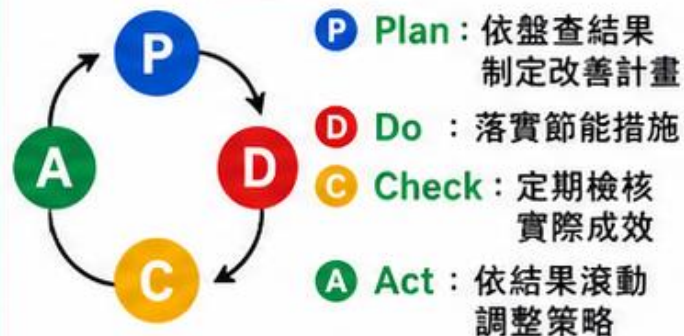 P
D
C
A
P Plan：依盤查結果
制定改善計畫
D Do ：落實節能措施
C Check：定期檢核
實際成效
A Act：依結果滾動
調整策略